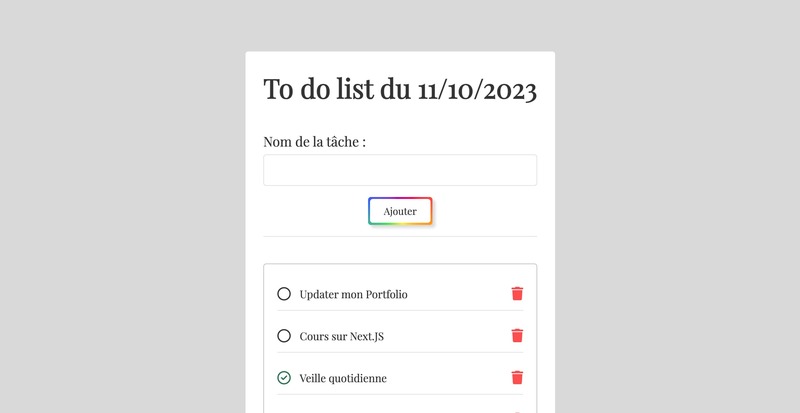 To do list du 11/10/2023
Nom de la tâche :
Ajouter
Updater mon Portfolio
Cours sur Next.JS
Veille quotidienne